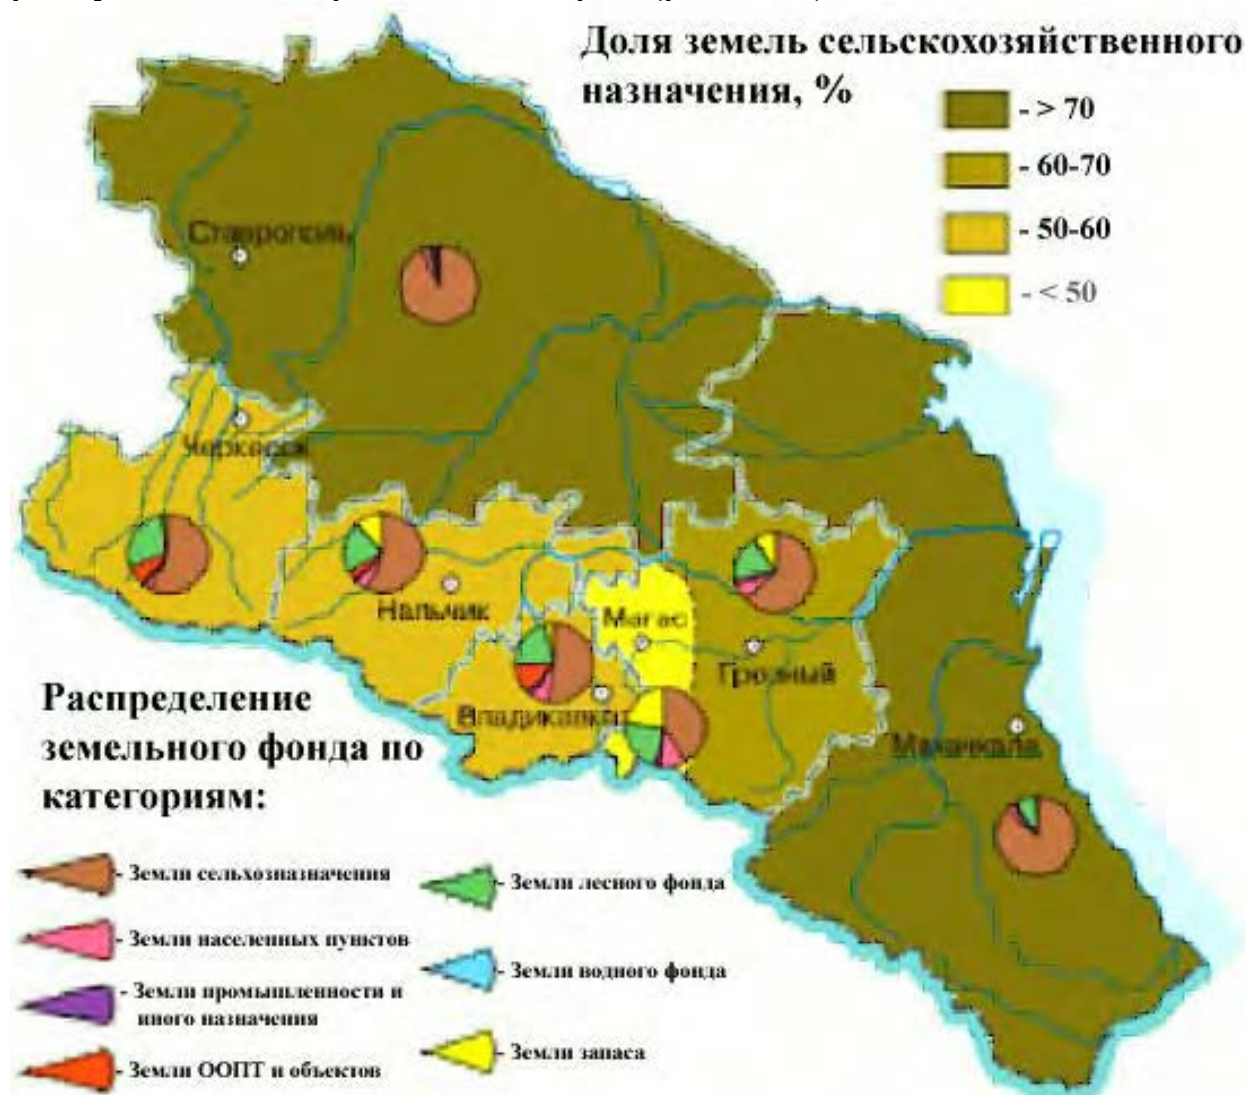 Доля земель сельскохозяйственного
назначения, %
- > 70
- 60-70
- 50-60
- < 50
Ставрополь
Черкесск
Нальчик
Магас
Грозный
Владикавказ
Махачкала
Распределение
земельного фонда по
категориям:
- Земли сельхозназначения
- Земли населенных пунктов
- Земли промышленности и
иного назначения
- Земли ООПТ и объектов
- Земли лесного фонда
- Земли водного фонда
- Земли запаса